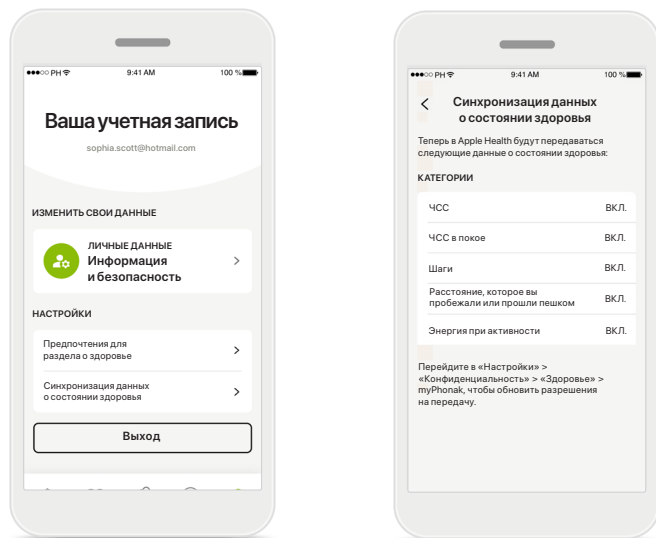 PH
9:41 AM
100 %
Ваша учетная запись
sophia.scott@hotmail.com
ИЗМЕНИТЬ СВОИ ДАННЫЕ
ЛИЧНЫЕ ДАННЫЕ
Информация
и безопасность
НАСТРОЙКИ
Предпочтения для
раздела о здоровье
Синхронизация данных
о состоянии здоровья
Выход
PH
9:41 AM
100 %
Синхронизация данных
о состоянии здоровья
Теперь в Apple Health будут передаваться
следующие данные о состоянии здоровья:
КАТЕГОРИИ
ЧСС ВКЛ.
ЧСС в покое ВКЛ.
Шаги ВКЛ.
Расстояние, которое вы
пробежали или прошли пешком ВКЛ.
Энергия при активности ВКЛ.
Перейдите в «Настройки» >
«Конфиденциальность» > «Здоровье» >
myPhonak, чтобы обновить разрешения
на передачу.